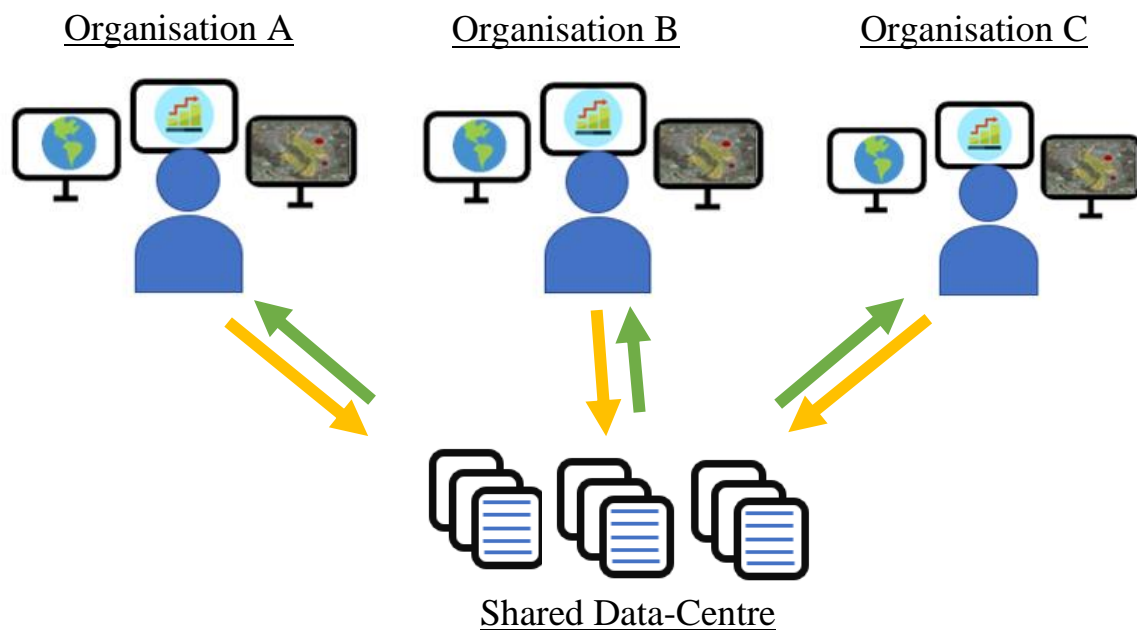 Organisation A
Organisation B
Organisation C
Shared Data-Centre